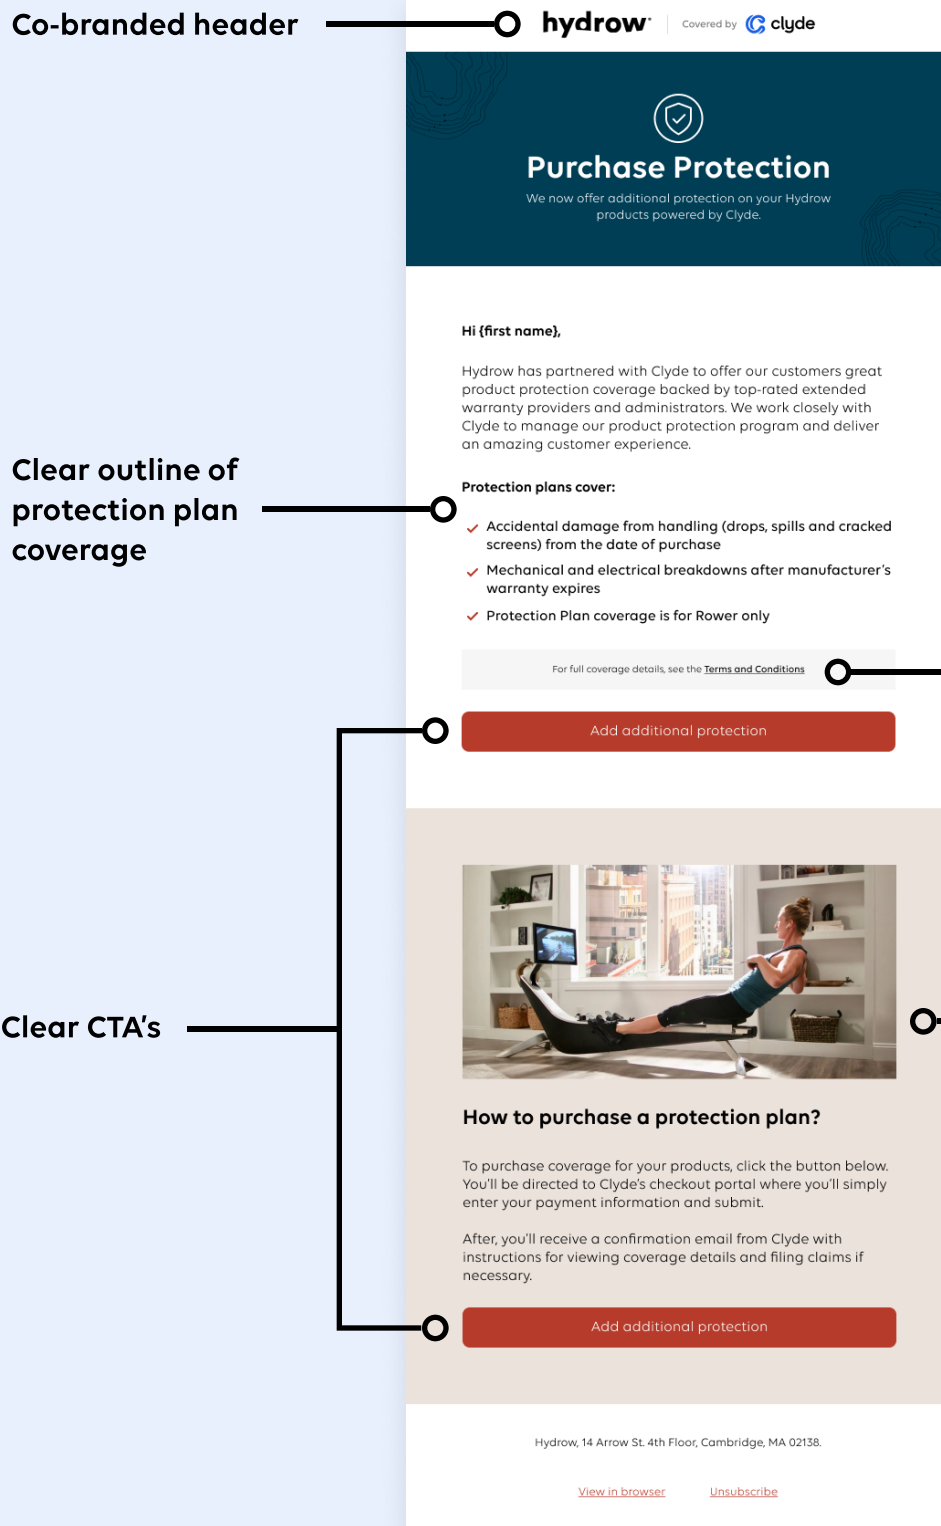 Co-branded header
hydrow
Covered by clyde
Purchase Protection
We now offer additional protection on your Hydrow
products powered by Clyde.
Hi {first name},
Hydrow has partnered with Clyde to offer our customers great
product protection coverage backed by top-rated extended
warranty providers and administrators. We work closely with
Clyde to manage our product protection program and deliver
an amazing customer experience.
Clear outline of
protection plan
coverage
Protection plans cover:
Accidental damage from handling (drops, spills and cracked
screens) from the date of purchase
Mechanical and electrical breakdowns after manufacturer's
warranty expires
Protection Plan coverage is for Rower only
For full coverage details, see the Terms and Conditions
Add additional protection
Clear CTA's
How to purchase a protection plan?
To purchase coverage for your products, click the button below.
You'll be directed to Clyde's checkout portal where you'll simply
enter your payment information and submit.
After, you'll receive a confirmation email from Clyde with
instructions for viewing coverage details and filing claims if
necessary.
Add additional protection
Hydrow, 14 Arrow St. 4th Floor, Cambridge, MA 02138.
View in browser Unsubscribe